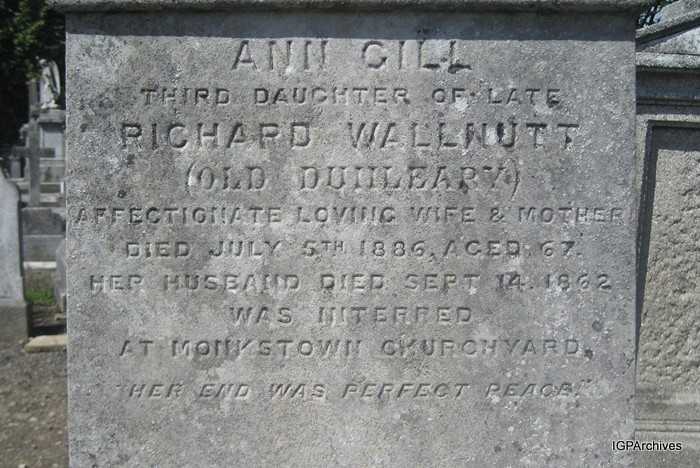 ANN GILL
THIRD DAUGHTER OF LATE
RICHARD WALLNUTT
(OLD DUNLEARY)
AFFECTIONATE LOVING WIFE & MOTHER
DIED JULY 5TH 1886, AGED 67.
HER HUSBAND DIED SEPT 14. 1862
WAS INTERRED
AT MONKSTOWN CHURCHYARD.
"HER END WAS PERFECT PEACE."
IGPArchives